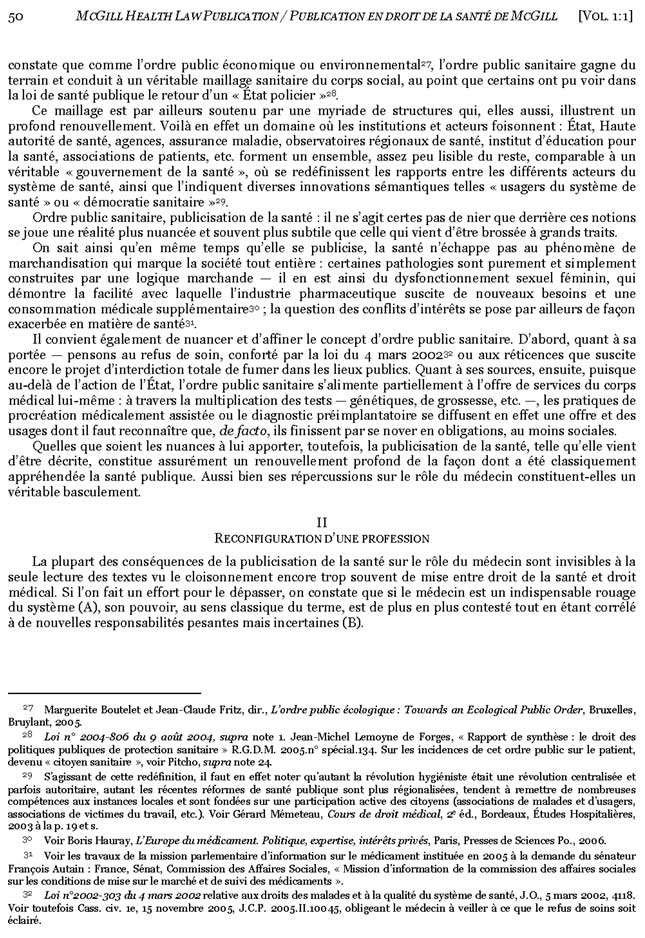 50 MCGILL HEALTH LAW PUBLICATION / PUBLICATION EN DROIT DE LA SANTÉ DE MCGILL [VOL. 1:1]
constate que comme l'ordre public économique ou environnemental27, l'ordre public sanitaire gagne du
terrain et conduit à un véritable maillage sanitaire du corps social, au point que certains ont pu voir dans
la loi de santé publique le retour d'un « État policier »28.
Ce maillage est par ailleurs soutenu par une myriade de structures qui, elles aussi, illustrent un
profond renouvellement. Voilà en effet un domaine où les institutions et acteurs foisonnent : État, Haute
autorité de santé, agences, assurance maladie, observatoires régionaux de santé, institut d'éducation pour
la santé, associations de patients, etc. forment un ensemble, assez peu lisible du reste, comparable à un
véritable « gouvernement de la santé », où se redéfinissent les rapports entre les différents acteurs du
système de santé, ainsi que l'indiquent diverses innovations sémantiques telles « usagers du système de
santé » ou « démocratie sanitaire »29.
Ordre public sanitaire, publicisation de la santé : il ne s'agit certes pas de nier que derrière ces notions
se joue une réalité plus nuancée et souvent plus subtile que celle qui vient d'être brossée à grands traits.
On sait ainsi qu'en même temps qu'elle se publicise, la santé n'échappe pas au phénomène de
marchandisation qui marque la société tout entière : certaines pathologies sont purement et simplement
construites par une logique marchande — il en est ainsi du dysfonctionnement sexuel féminin, qui
démontre la facilité avec laquelle l'industrie pharmaceutique suscite de nouveaux besoins et une
consommation médicale supplémentaire30 ; la question des conflits d'intérêts se pose par ailleurs de façon
exacerbée en matière de santé31.
Il convient également de nuancer et d'affiner le concept d'ordre public sanitaire. D'abord, quant à sa
portée — pensons au refus de soin, conforté par la loi du 4 mars 200232 ou aux réticences que suscite
encore le projet d'interdiction totale de fumer dans les lieux publics. Quant à ses sources, ensuite, puisque
au-delà de l'action de l'État, l'ordre public sanitaire s'alimente partiellement à l'offre de services du corps
médical lui-même : à travers la multiplication des tests — génétiques, de grossesse, etc. —, les pratiques de
procréation médicalement assistée ou le diagnostic préimplantatoire se diffusent en effet une offre et des
usages dont il faut reconnaître que, de facto, ils finissent par se nover en obligations, au moins sociales.
Quelles que soient les nuances à lui apporter, toutefois, la publicisation de la santé, telle qu'elle vient
d'être décrite, constitue assurément un renouvellement profond de la façon dont a été classiquement
appréhendée la santé publique. Aussi bien ses répercussions sur le rôle du médecin constituent-elles un
véritable basculement.
II
RECONFIGURATION D'UNE PROFESSION
La plupart des conséquences de la publicisation de la santé sur le rôle du médecin sont invisibles à la
seule lecture des textes vu le cloisonnement encore trop souvent de mise entre droit de la santé et droit
médical. Si l'on fait un effort pour le dépasser, on constate que si le médecin est un indispensable rouage
du système (A), son pouvoir, au sens classique du terme, est de plus en plus contesté tout en étant corrélé
à de nouvelles responsabilités pesantes mais incertaines (B).
27 Marguerite Boutelet et Jean-Claude Fritz, dir., L'ordre public écologique : Towards an Ecological Public Order, Bruxelles,
Bruylant, 2005.
28 Loi n° 2004-806 du 9 août 2004, supra note 1. Jean-Michel Lemoyne de Forges, « Rapport de synthèse : le droit des
politiques publiques de protection sanitaire » R.G.D.M. 2005.n° spécial.134. Sur les incidences de cet ordre public sur le patient,
devenu « citoyen sanitaire », voir Pitcho, supra note 24.
29 S'agissant de cette redéfinition, il faut en effet noter qu'autant la révolution hygiéniste était une révolution centralisée et
parfois autoritaire, autant les récentes réformes de santé publique sont plus régionalisées, tendent à remettre de nombreuses
compétences aux instances locales et sont fondées sur une participation active des citoyens (associations de malades et d'usagers,
associations de victimes du travail, etc.). Voir Gérard Mémeteau, Cours de droit médical, 2e éd., Bordeaux, Études Hospitalières,
2003 à la p. 19 et s.
30 Voir Boris Hauray, L'Europe du médicament. Politique, expertise, intérêts privés, Paris, Presses de Sciences Po., 2006.
31 Voir les travaux de la mission parlementaire d'information sur le médicament instituée en 2005 à la demande du sénateur
François Autain : France, Sénat, Commission des Affaires Sociales, « Mission d'information de la commission des affaires sociales
sur les conditions de mise sur le marché et de suivi des médicaments ».
32 Loi n°2002-303 du 4 mars 2002 relative aux droits des malades et à la qualité du système de santé, J.O., 5 mars 2002, 4118.
Voir toutefois Cass. civ. 1e, 15 novembre 2005, J.C.P. 2005.II.10045, obligeant le médecin à veiller à ce que le refus de soins soit
éclairé.